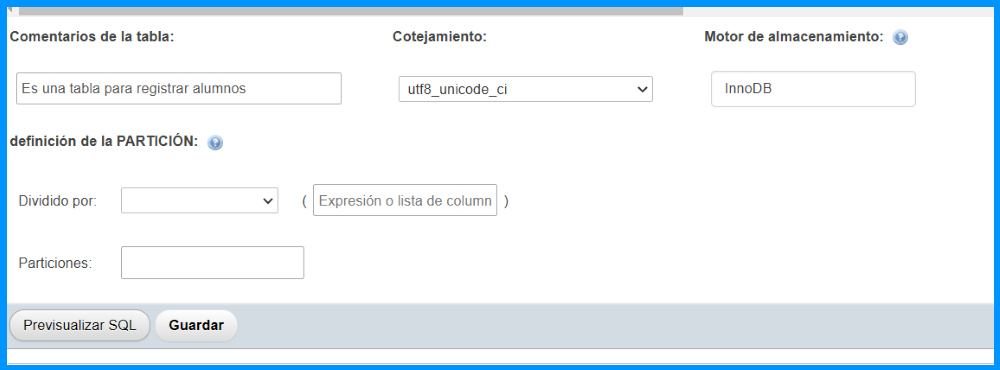 Comentarios de la tabla: Cotejamiento: Motor de almacenamiento:
Es una tabla para registrar alumnos utf8_unicode_ci InnoDB
definición de la PARTICIÓN:
Dividido por: ( Expresión o lista de column )
Particiones:
Previsualizar SQL Guardar